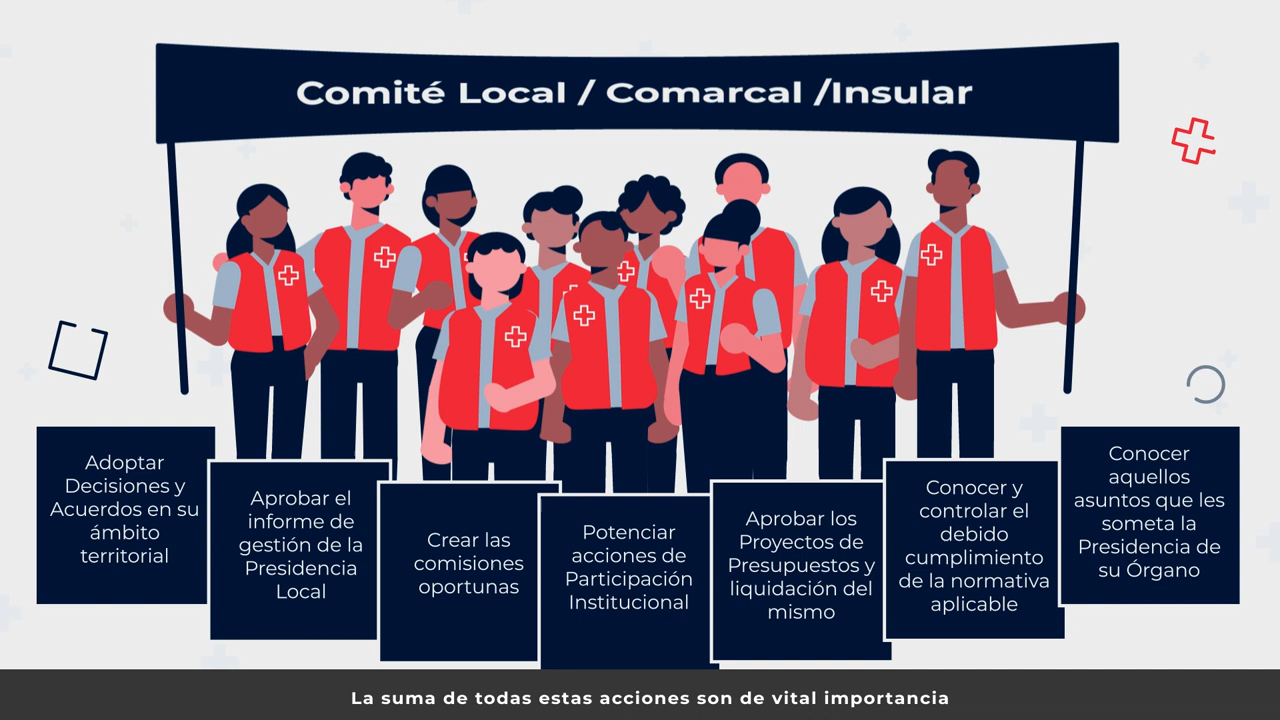 Comité Local / Comarcal /Insular
Adoptar
Decisiones y
Acuerdos en su
ámbito
territorial
Aprobar el
informe de
gestión de la
Presidencia
Local
Crear las
comisiones
oportunas
Potenciar
acciones de
Participación
Institucional
Aprobar los
Proyectos de
Presupuestos y
liquidación del
mismo
Conocer y
controlar el
debido
cumplimiento
de la normativa
aplicable
Conocer
aquellos
asuntos que les
someta la
Presidencia de
su Órgano
La suma de todas estas acciones son de vital importancia